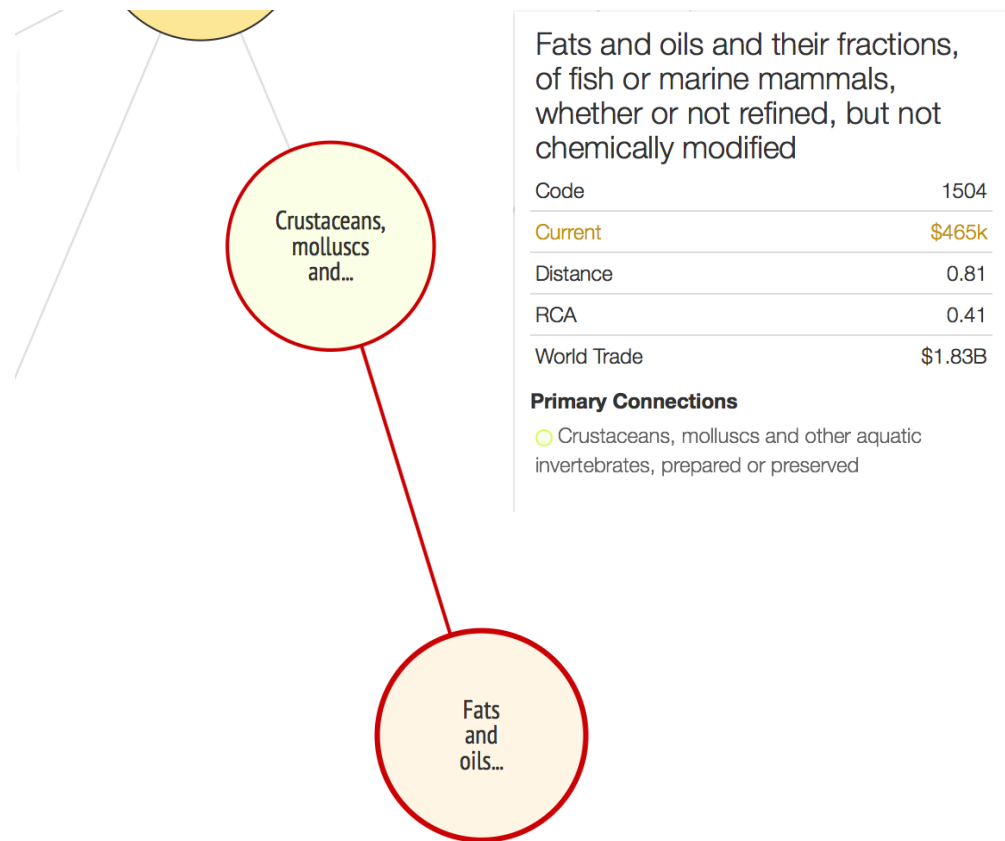 Fats and oils and their fractions,
of fish or marine mammals,
whether or not refined, but not
chemically modified
Code 1504
Current $465k
Distance 0.81
RCA 0.41
World Trade $1.83B
Primary Connections
Crustaceans, molluscs and other aquatic
invertebrates, prepared or preserved
Crustaceans,
molluscs
and...
Fats
and
oils...